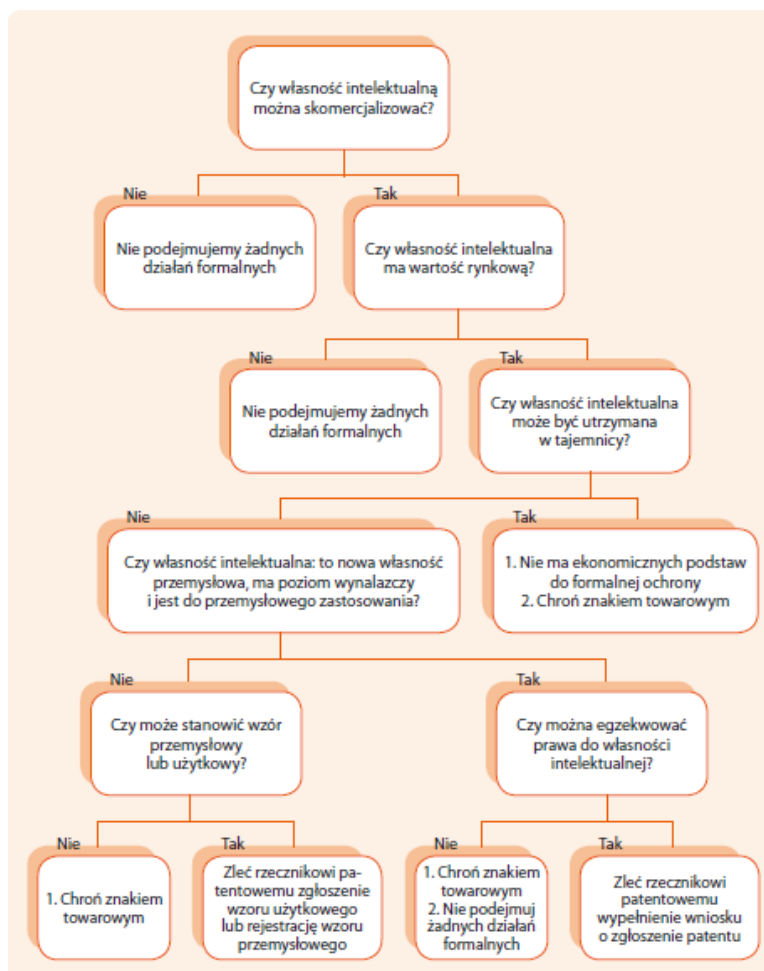 Czy własność intelektualną
można skomercjalizować?
Nie
Tak
Nie podejmujemy żadnych
działań formalnych
Czy własność intelektualna
ma wartość rynkową?
Nie
Tak
Nie podejmujemy żadnych
działań formalnych
Czy własność intelektualna
może być utrzymana
w tajemnicy?
Nie
Tak
Czy własność intelektualna: to nowa własność
przemysłowa, ma poziom wynalazczy
i jest do przemysłowego zastosowania?
1. Nie ma ekonomicznych podstaw
do formalnej ochrony
2. Chroń znakiem towarowym
Nie
Tak
Czy może stanowić wzór
przemysłowy
lub użytkowy?
Czy można egzekwować
prawa do własności
intelektualnej?
Nie
Tak
Nie
Tak
1. Chroń znakiem
towarowym
Zleć rzecznikowi pa-
tentowemu zgłoszenie
wzoru użytkowego
lub rejestrację wzoru
przemysłowego
1. Chroń znakiem
towarowym
2. Nie podejmuj
żadnych działań
formalnych
Zleć rzecznikowi
patentowemu
wypełnienie wniosku
o zgłoszenie patentu